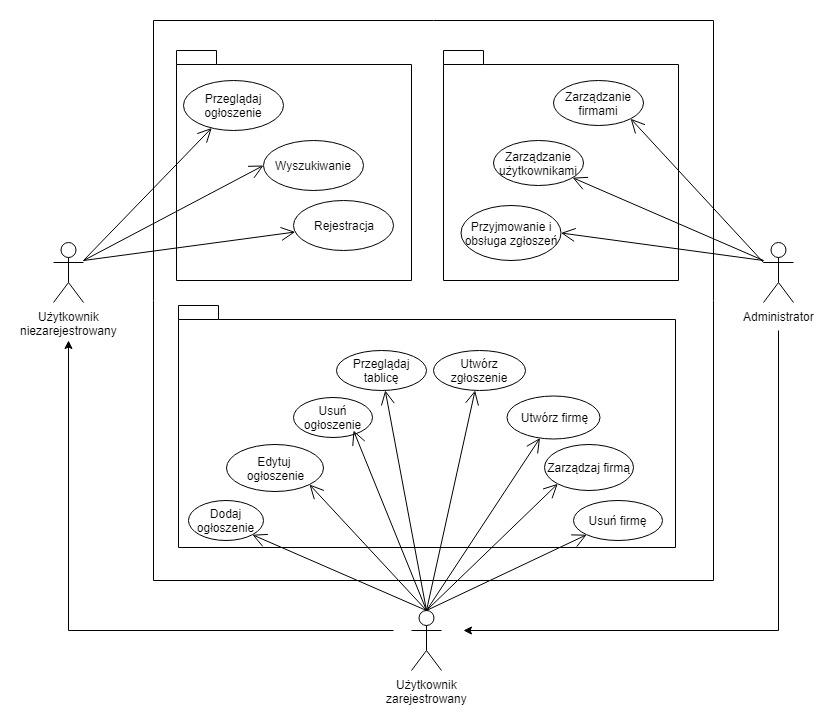 Przeglądaj
ogłoszenie
Wyszukiwanie
Rejestracja
Zarządzanie
firmami
Zarządzanie
użytkownikami
Przyjmowanie i
obsługa zgłoszeń
Użytkownik
niezarejestrowany
Administrator
Przeglądaj
tablicę
Utwórz
zgłoszenie
Usuń
ogłoszenie
Utwórz firmę
Edytuj
ogłoszenie
Zarządzaj firmą
Dodaj
ogłoszenie
Usuń firmę
Użytkownik
zarejestrowany